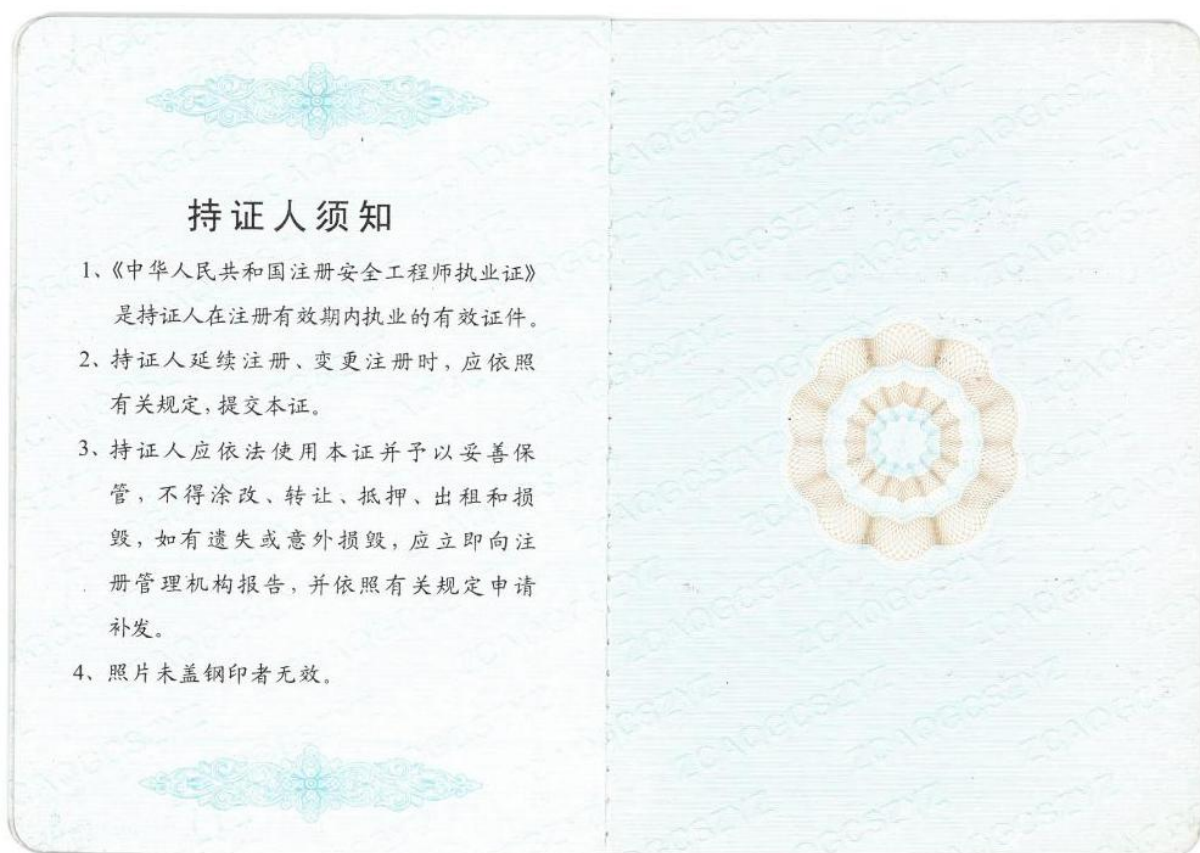 持证人须知
1、《中华人民共和国注册安全工程师执业证》
是持证人在注册有效期内执业的有效证件。
2、持证人延续注册、变更注册时,应依照
有关规定,提交本证。
3、持证人应依法使用本证并予以妥善保
管,不得涂改、转让、抵押、出租和损
毁,如有遗失或意外损毁,应立即向注
册管理机构报告,并依照有关规定申请
补发。
4、照片未盖钢印者无效。
ZCAQGCSZYZ